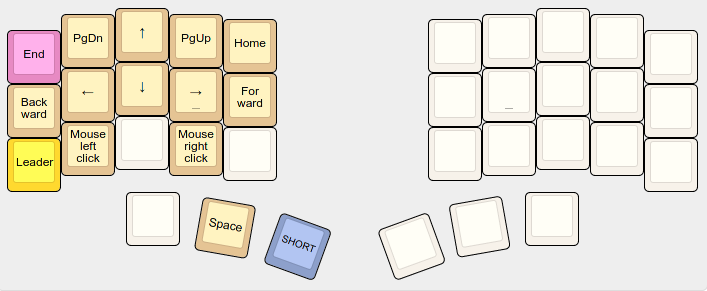 End
PgDn
↑
PgUp
Home
Back
ward
←
↓
→
_
For
ward
_
Leader
Mouse
left
click
Mouse
right
click
Space
SHORT